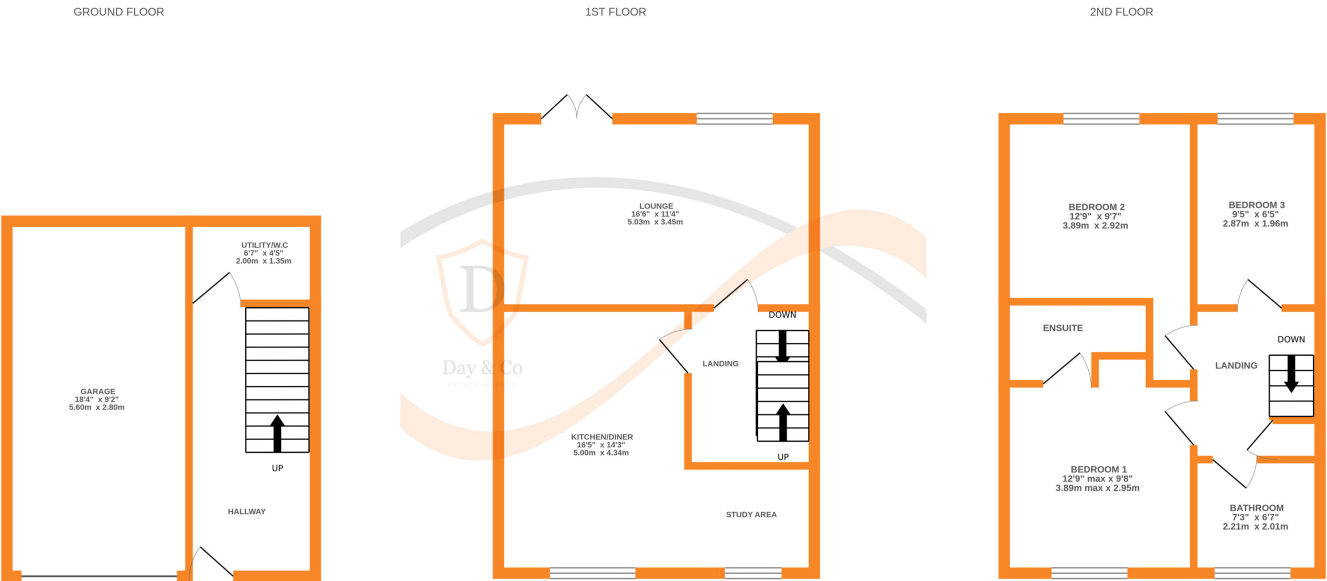 GROUND FLOOR
UTILITY/W.C
6'7" x 4'5"
2.00m x 1.35m
GARAGE
18'4" x 9'2"
5.60m x 2.80m
UP
HALLWAY
1ST FLOOR
LOUNGE
16'6" x 11'4"
5.03m x 3.45m
D
Day & Co
DOWN
LANDING
KITCHEN/DINER
16'5" x 14'3"
5.00m x 4.34m
UP
STUDY AREA
2ND FLOOR
BEDROOM 2
12'9" x 9'7"
3.89m x 2.92m
BEDROOM 3
9'5" x 6'5"
2.87m x 1.96m
ENSUITE
DOWN
LANDING
BEDROOM 1
12'9" max x 9'8"
3.89m max x 2.95m
BATHROOM
7'3" x 6'7"
2.21m x 2.01m